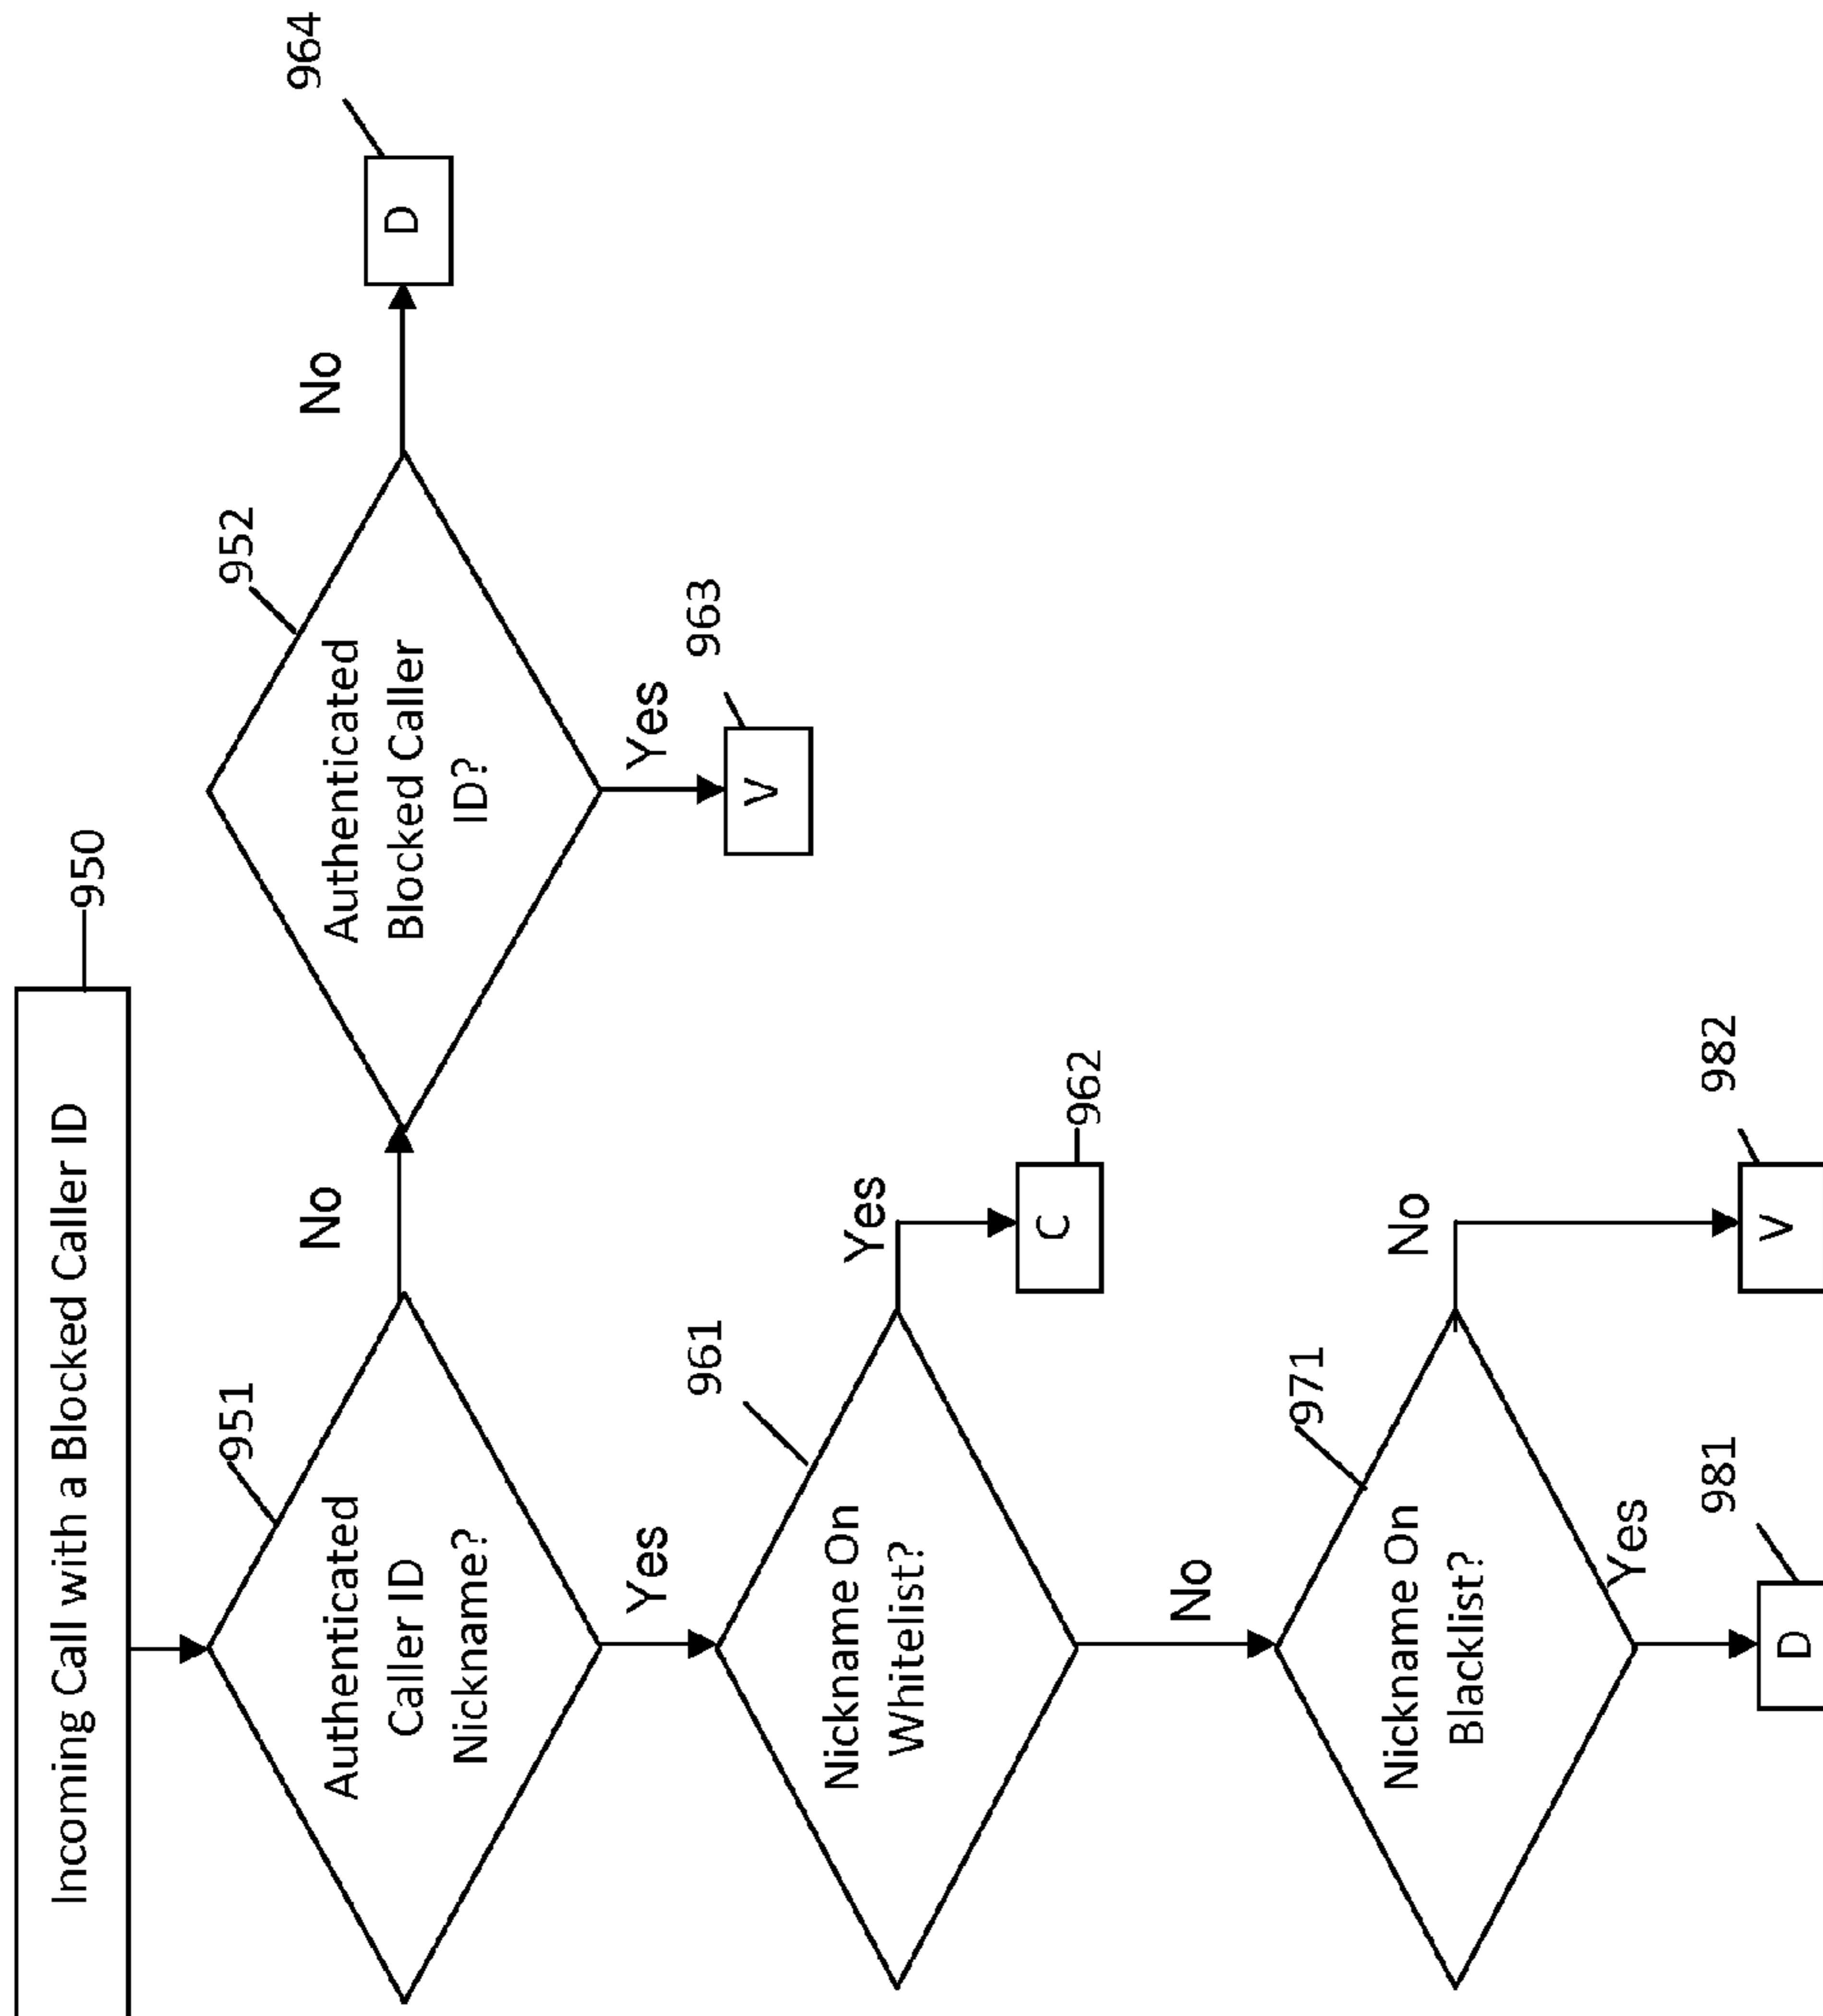 Incoming Call with a Blocked Caller ID
950
951
Authenticated
Caller ID
Nickname?
No
952
Authenticated
Blocked Caller
ID?
No
964
D
Yes
963
V
Yes
961
Nickname On
Whitelist?
Yes
962
C
No
971
Nickname On
Blacklist?
No
982
V
Yes
981
D